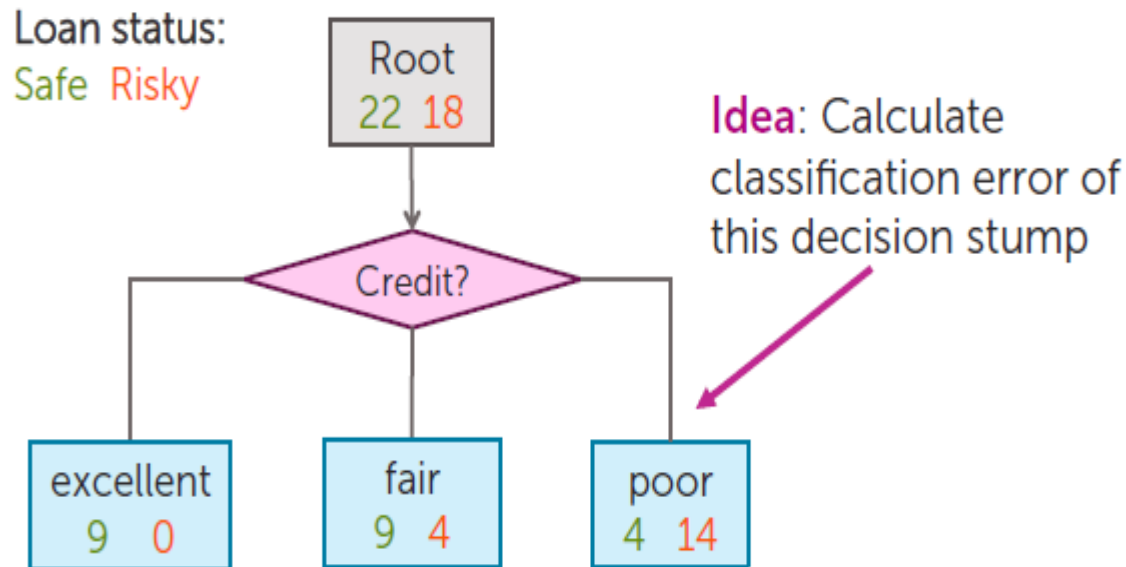 Loan status:
Safe Risky
Root
22 18
Idea: Calculate
classification error of
this decision stump
Credit?
excellent
9 0
fair
9 4
poor
4 14